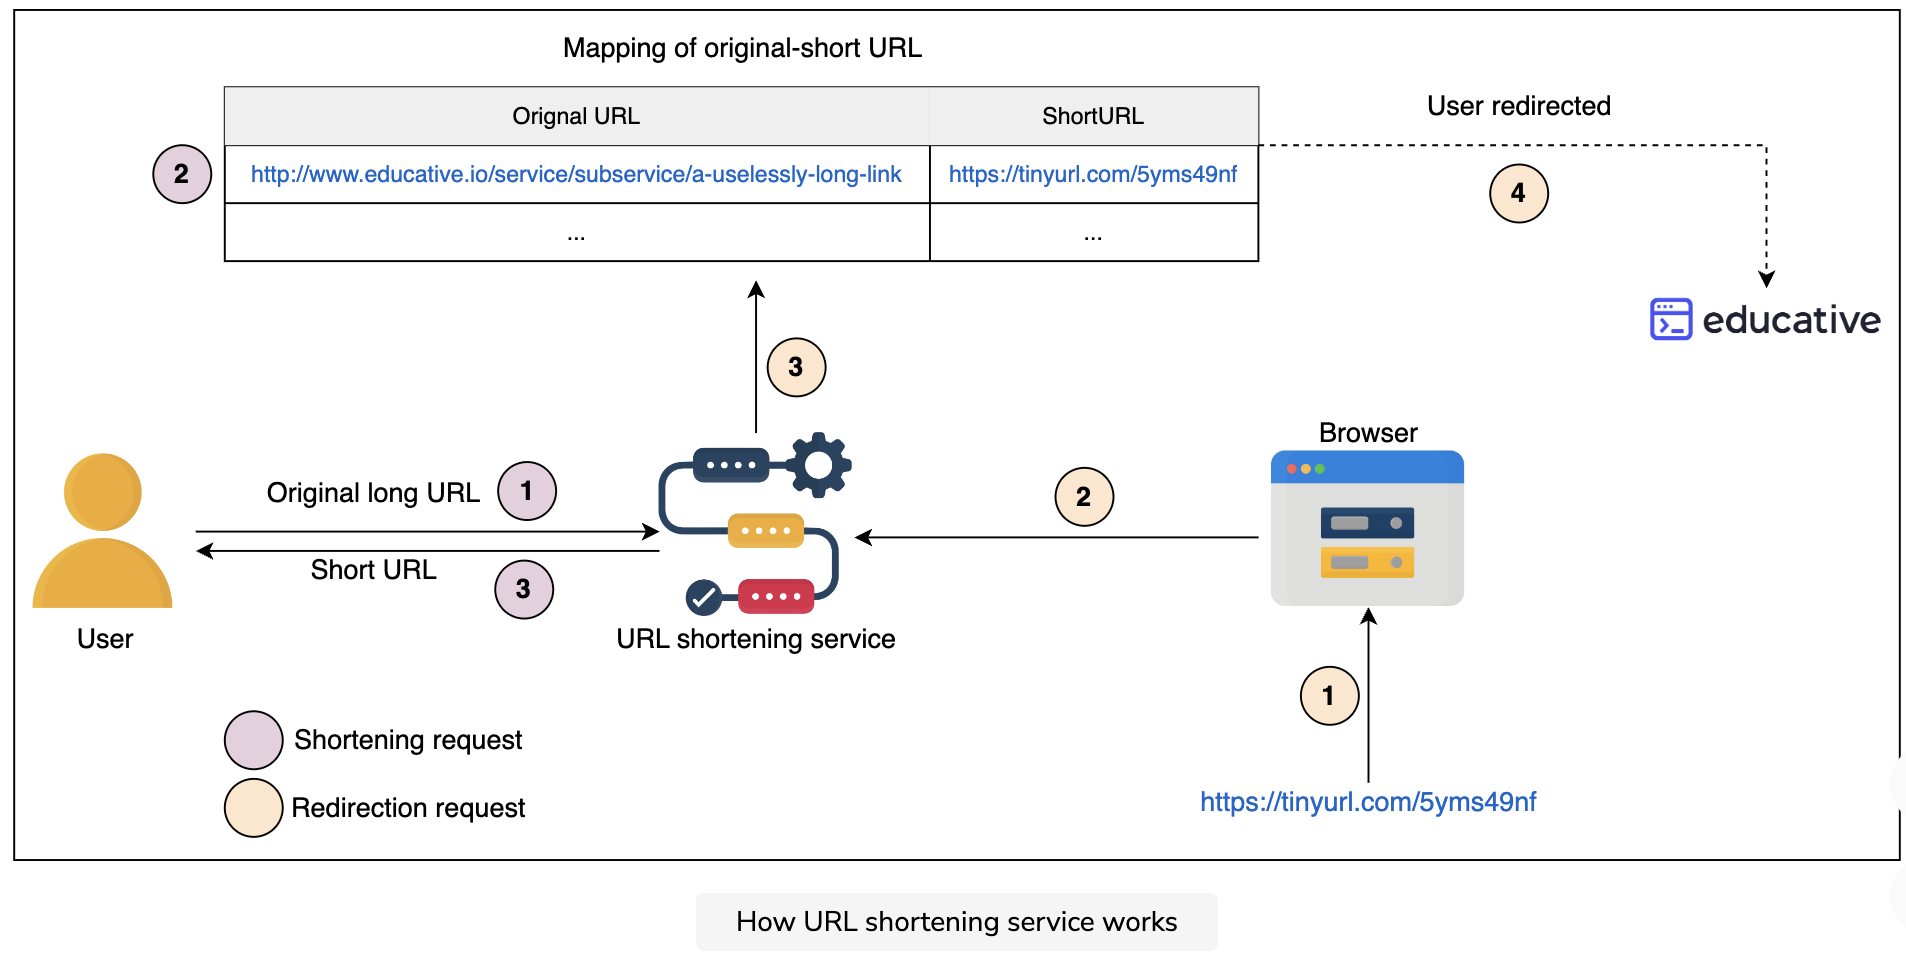 Mapping of original-short URL
Orignal URL
ShortURL
2
http://www.educative.io/service/subservice/a-uselessly-long-link
https://tinyurl.com/5yms49nf
...
...
User redirected
4
educative
3
Original long URL
1
Short URL
3
User
URL shortening service
2
Browser
1
https://tinyurl.com/5yms49nf
Shortening request
Redirection request
How URL shortening service works